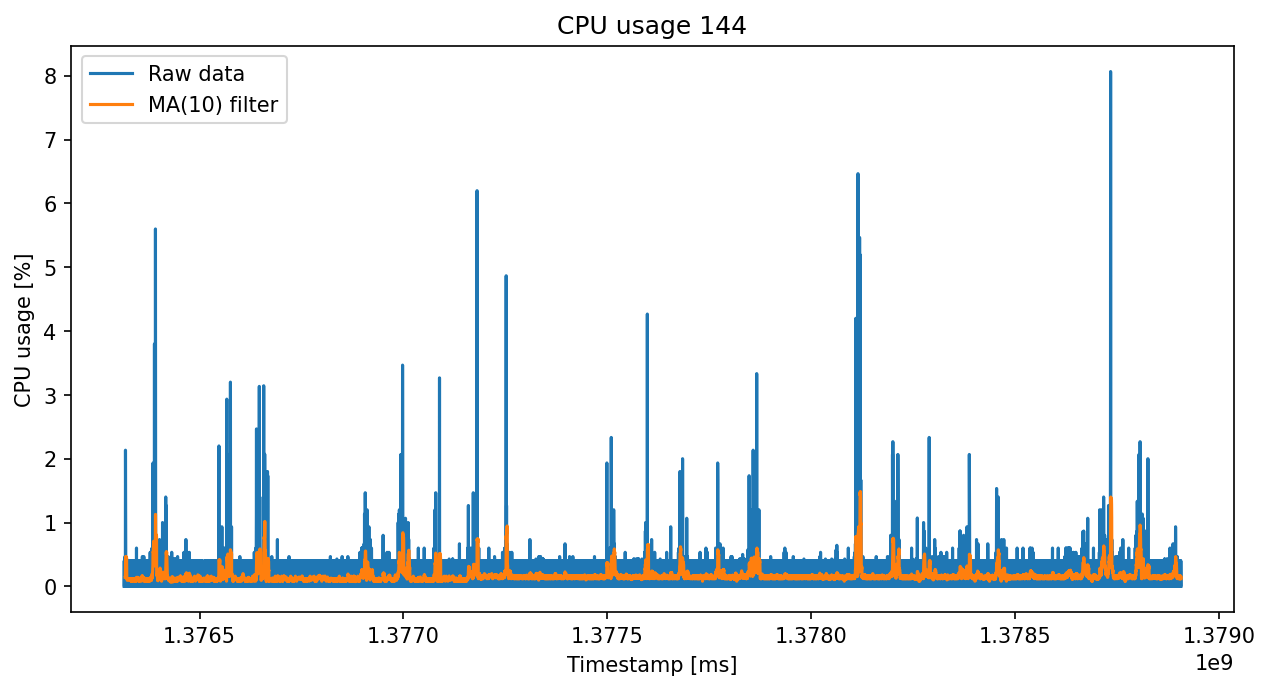 CPU usage 144
Raw data
MA(10) filter
8
7
6
5
4
3
2
1
0
CPU usage [%]
1.3765 1.3770 1.3775 1.3780 1.3785 1.3790
1e9
Timestamp [ms]